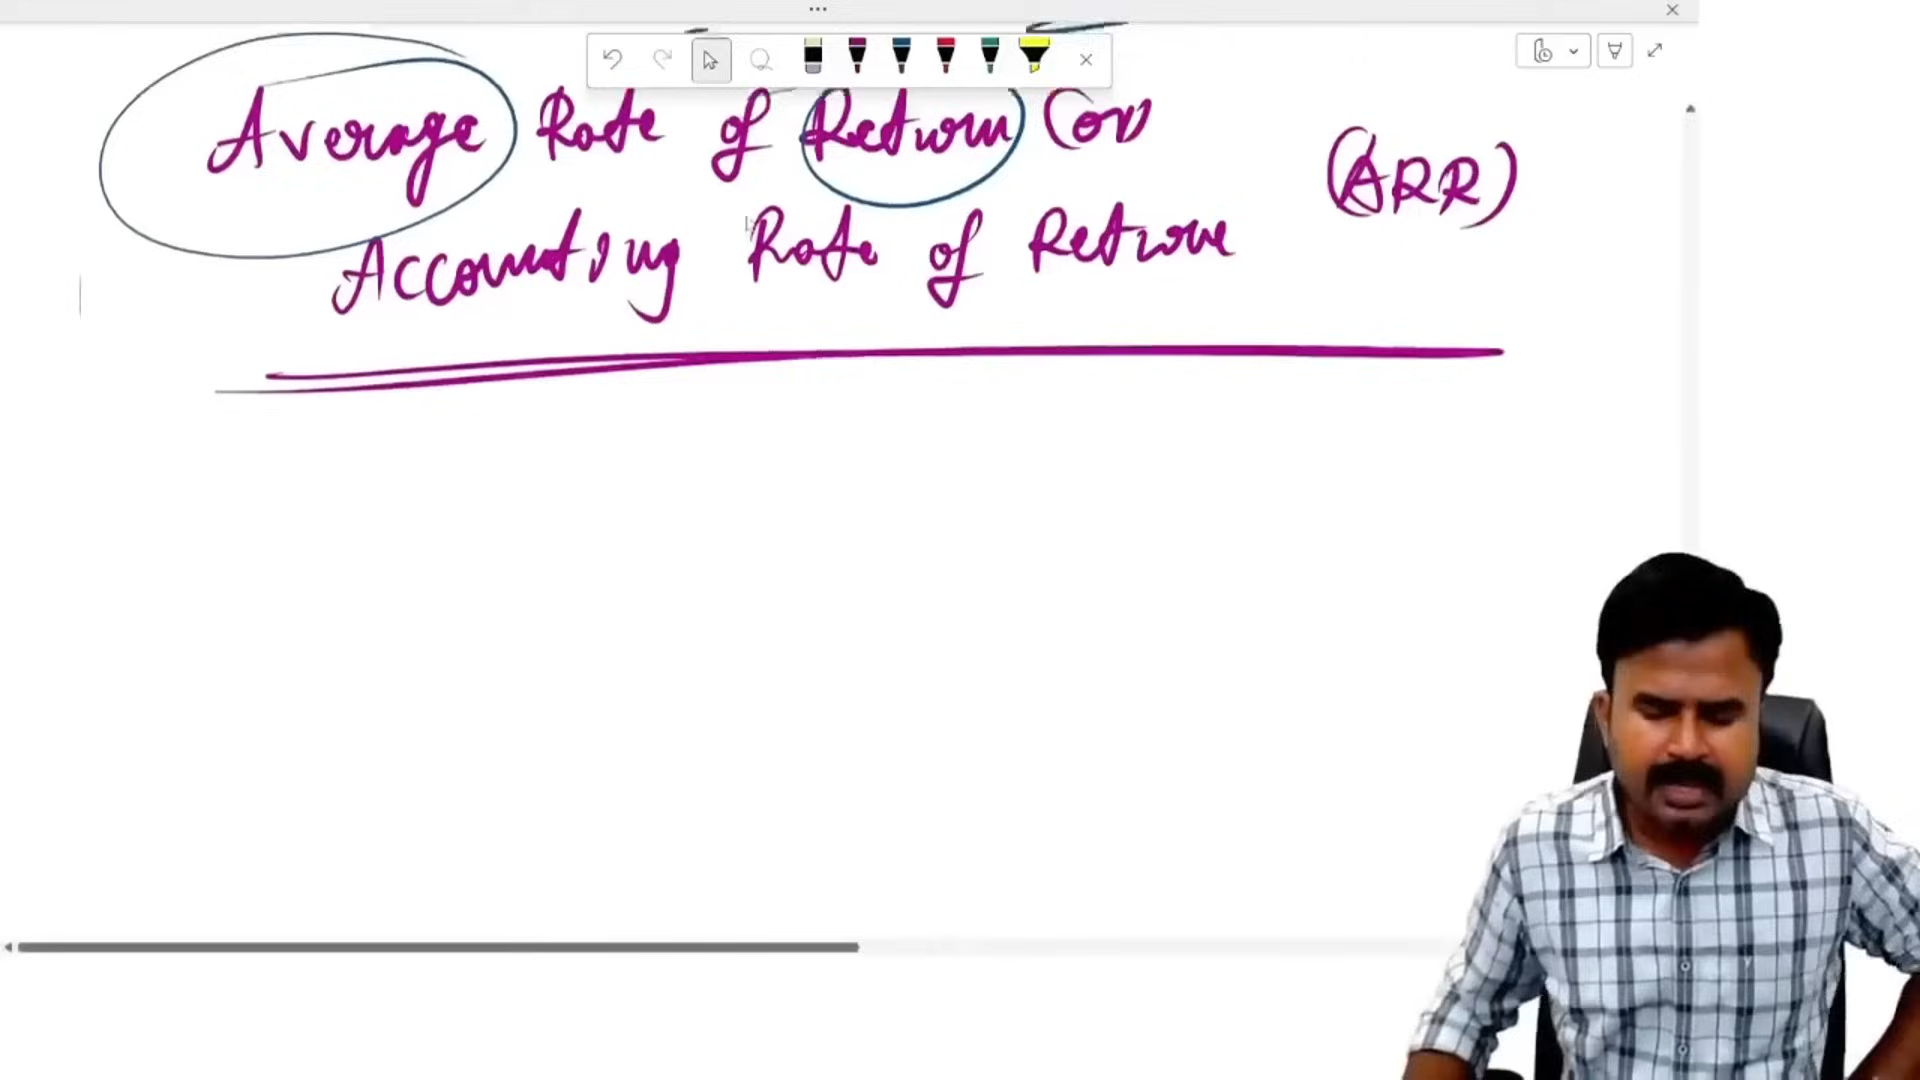 Average Rate of Return (or)
(ARR)
Accounting Rate of Return